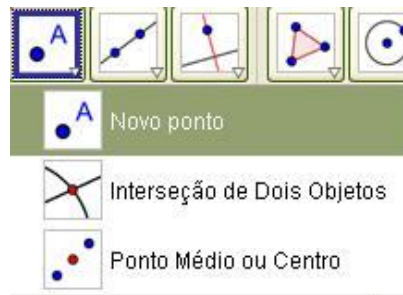 A
A Novo ponto
Interseção de Dois Objetos
Ponto Médio ou Centro